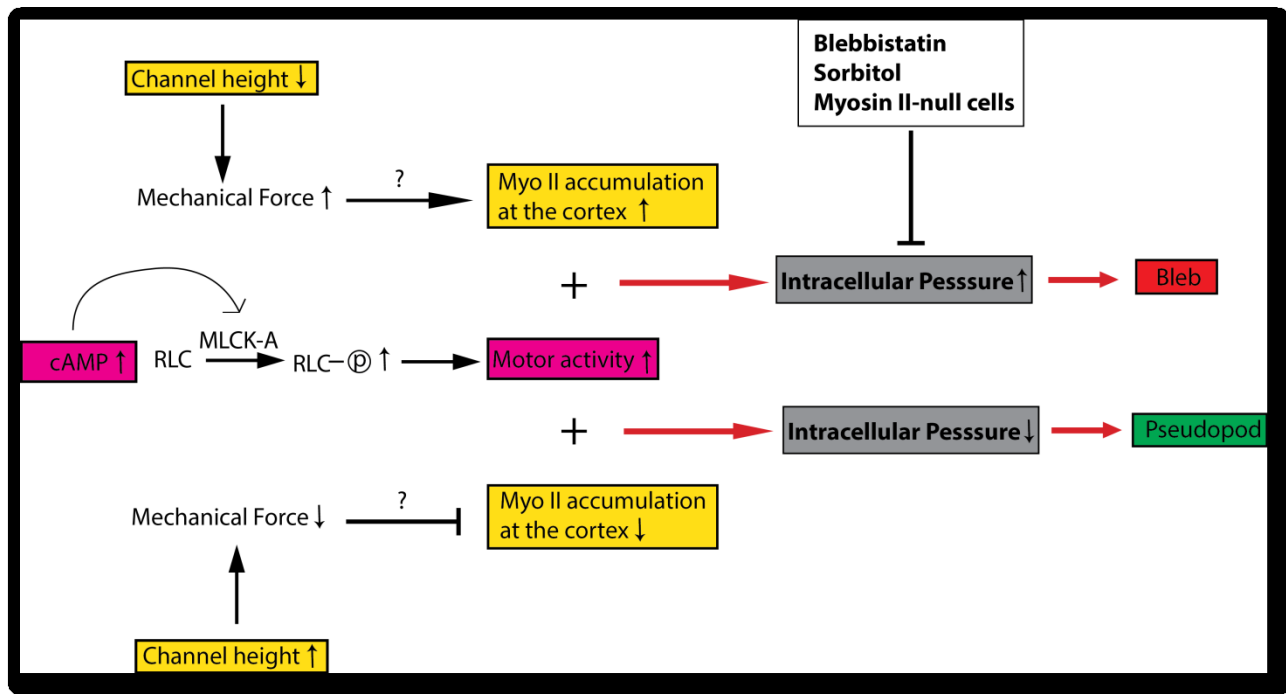 Blebbistatin
Sorbitol
Myosin II-null cells
Channel height ↓
Mechanical Force ↑
?
Myo II accumulation
at the cortex ↑
+
Intracellular Pesssure ↑
Bleb
cAMP ↑
RLC
MLCK-A
RLC–ⓟ ↑
Motor activity ↑
+
Intracellular Pesssure ↓
Pseudopod
Mechanical Force ↓
?
Myo II accumulation
at the cortex ↓
Channel height ↑